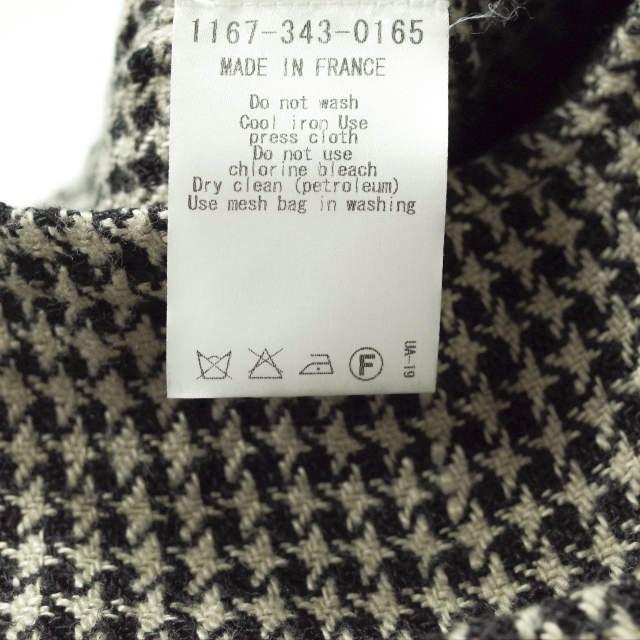 1167-343-0165
MADE IN FRANCE
Do not wash
Cool iron Use
press cloth
Do not use
chlorine bleach
Dry clean (petroleum)
Use mesh bag in washing
F
UA.19